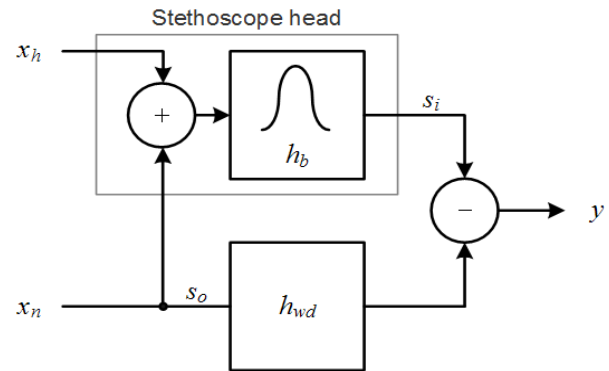 Stethoscope head
x_h
+
h_b
s_i
−
y
x_n
s_o
h_wd